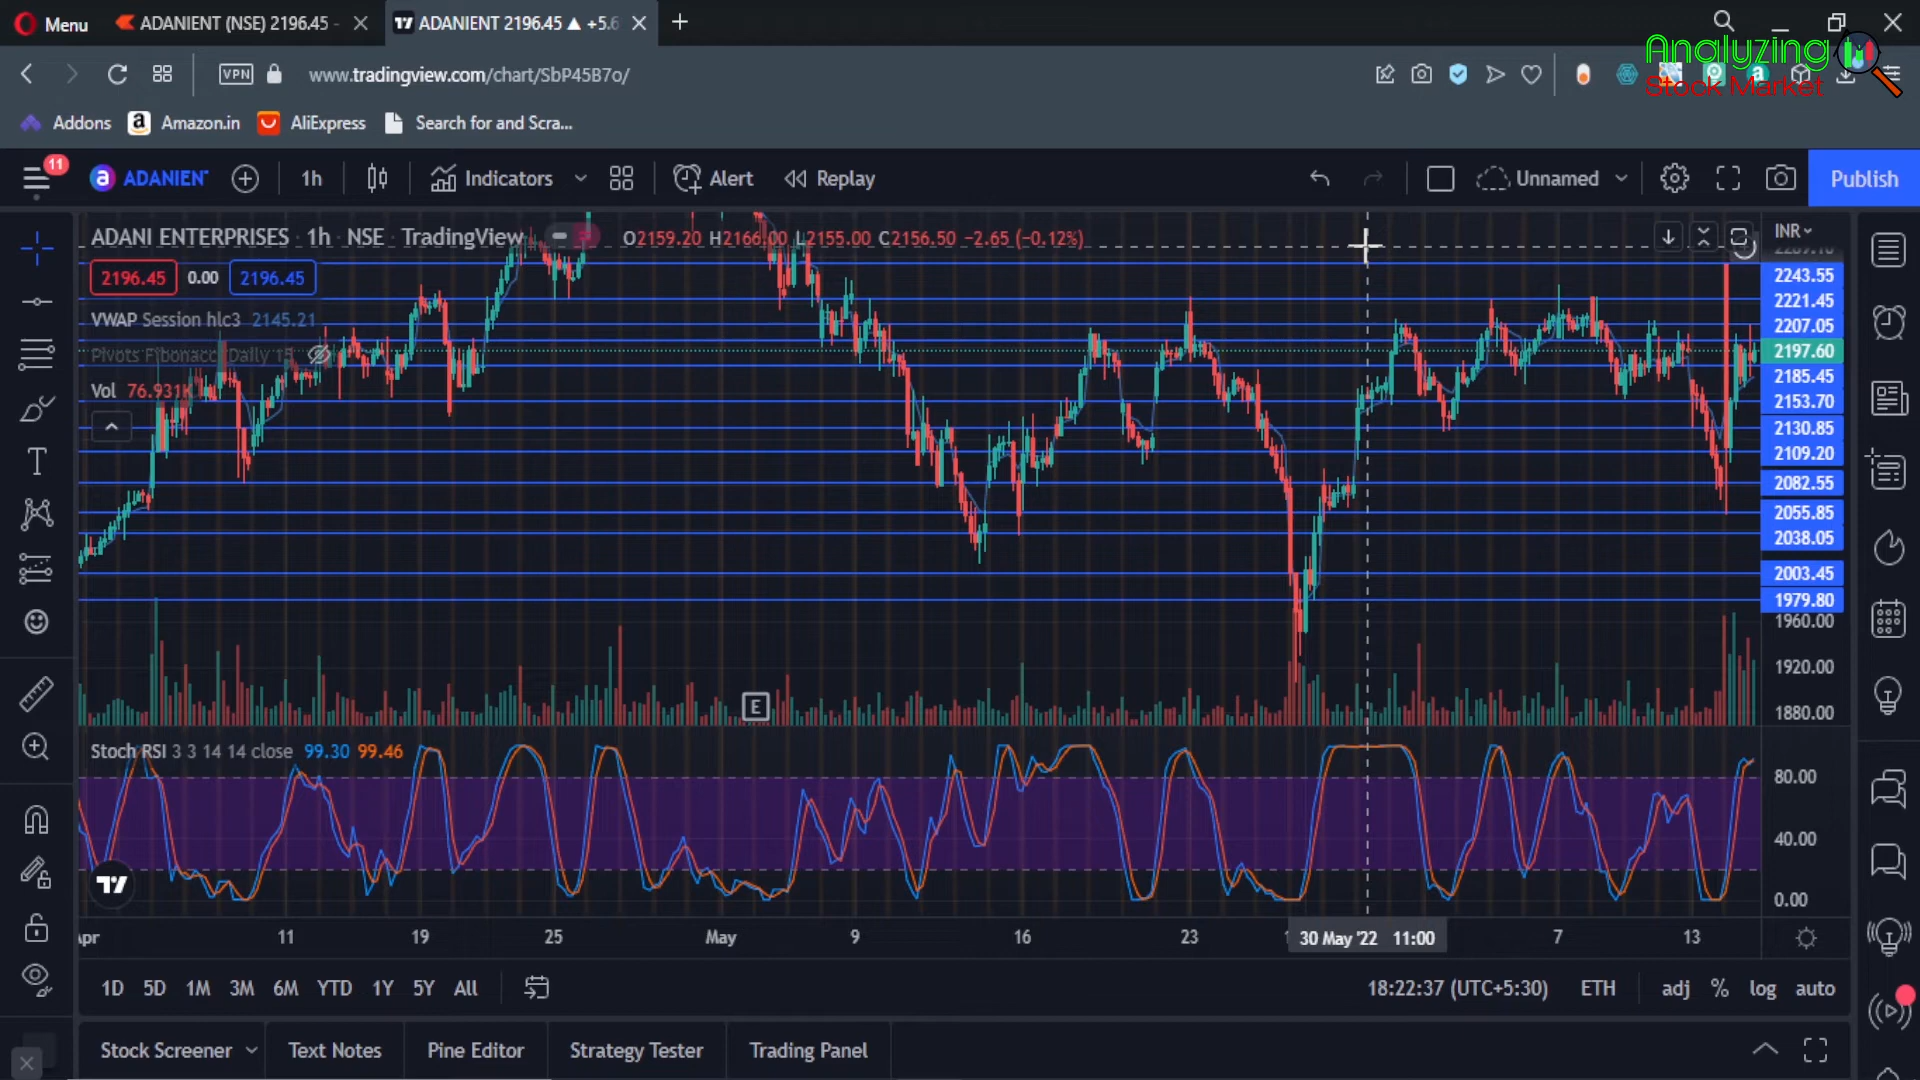 Menu
ADANIENT (NSE) 2196.45 -
ADANIENT 2196.45 ▲ +5.6
Analyzing
Stock Market
VPN
www.tradingview.com/chart/SbP45B7o/
Addons
Amazon.in
AliExpress
Search for and Scra...
11
ADANIEN
1h
Indicators
Alert
Replay
Unnamed
Publish
ADANI ENTERPRISES · 1h · NSE · TradingView
O2159.20 H2166.00 L2155.00 C2156.50 −2.65 (−0.12%)
INR
2196.45
0.00
2196.45
2243.55
2221.45
VWAP Session hlc3 2145.21
2207.05
Pivots Fibonacci Daily 15
2197.60
2185.45
Vol 76.931K
2153.70
2130.85
2109.20
2082.55
2055.85
2038.05
2003.45
1979.80
1960.00
1920.00
1880.00
E
Stoch RSI 3 3 14 14 close 99.30 99.46
80.00
40.00
0.00
Apr
11
19
25
May
9
16
23
30 May '22 11:00
7
13
1D
5D
1M
3M
6M
YTD
1Y
5Y
All
18:22:37 (UTC+5:30)
ETH
adj
%
log
auto
Stock Screener
Text Notes
Pine Editor
Strategy Tester
Trading Panel